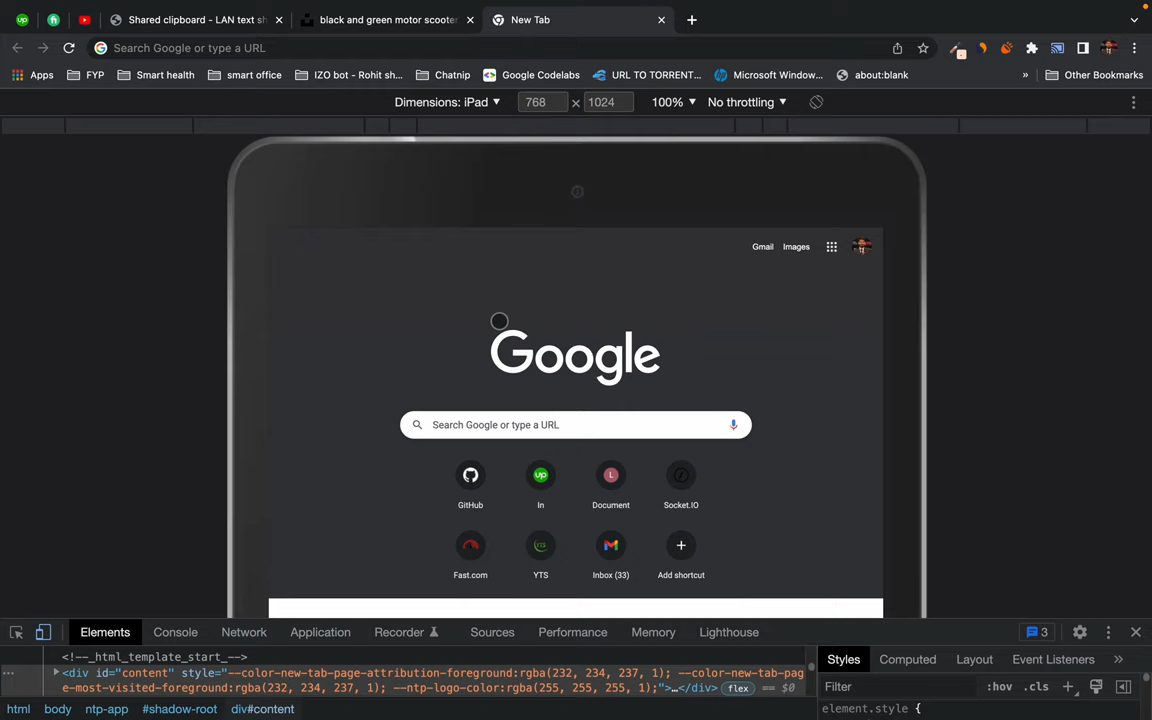 up fi Shared clipboard - LAN text sh black and green motor scooter New Tab
Search Google or type a URL
Apps FYP Smart health smart office IZO bot - Rohit sh... Chatnip Google Codelabs URL TO TORRENT... Microsoft Window... about:blank » Other Bookmarks
Dimensions: iPad 768 × 1024 100% No throttling
Gmail Images
Google
Search Google or type a URL
GitHub In Document Socket.IO
Fast.com YTS Inbox (33) Add shortcut
Elements Console Network Application Recorder Sources Performance Memory Lighthouse 3
<!--_html_template_start_--> Styles Computed Layout Event Listeners »
<div id="content" style="--color-new-tab-page-attribution-foreground:rgba(232, 234, 237, 1); --color-new-tab-pag
e-most-visited-foreground:rgba(232, 234, 237, 1); --ntp-logo-color:rgba(255, 255, 255, 1);">…</div> flex == $0 Filter :hov .cls
html body ntp-app #shadow-root div#content element.style {